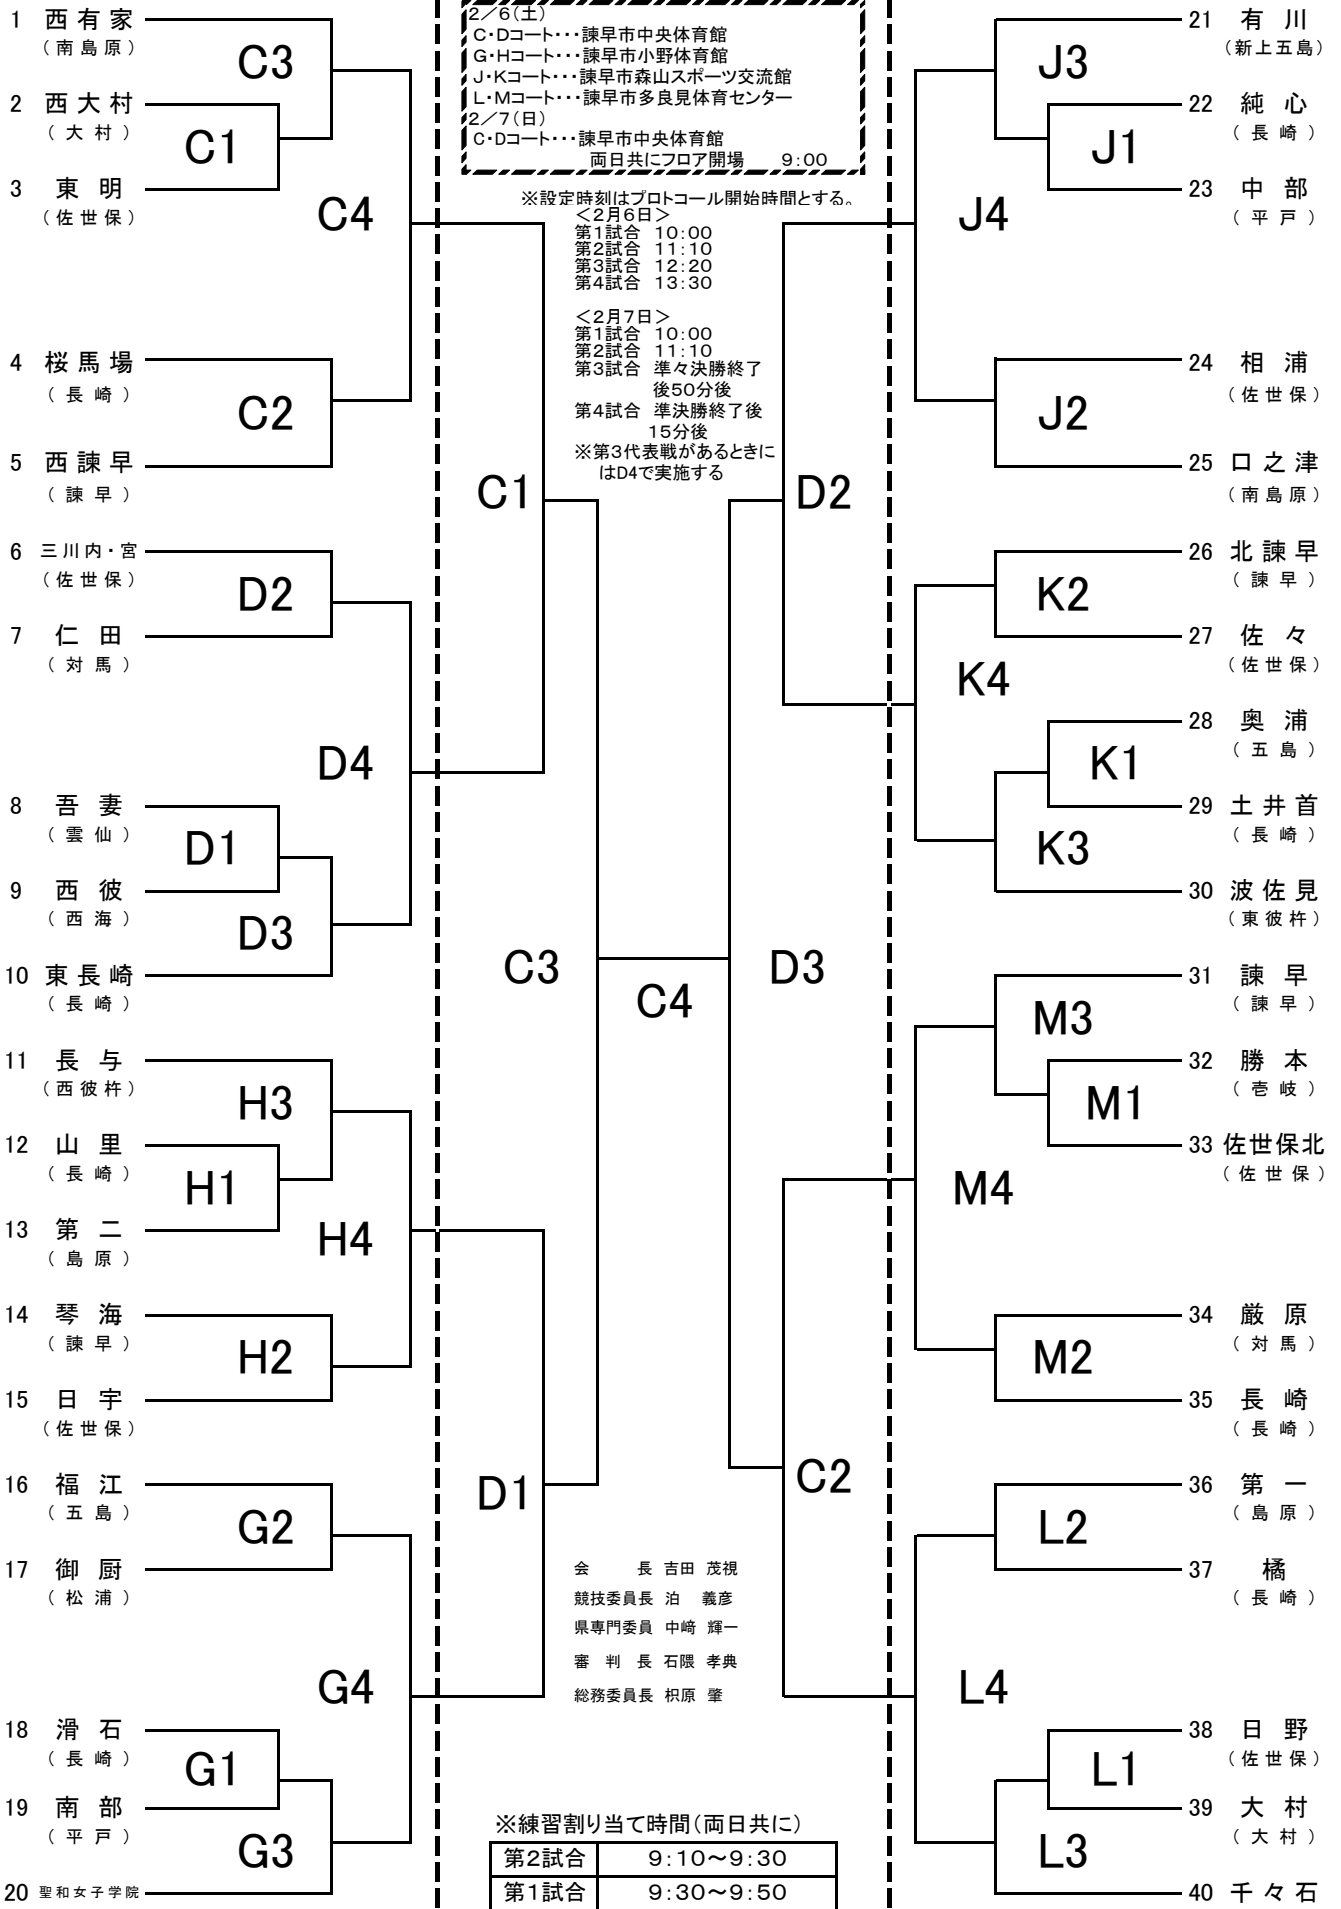 2／6(土)
C・Dコート・・・諫早市中央体育館
G・Hコート・・・諫早市小野体育館
J・Kコート・・・諫早市森山スポーツ交流館
L・Mコート・・・諫早市多良見体育センター
2／7(日)
C・Dコート・・・諫早市中央体育館
両日共にフロア開場　9:00
※設定時刻はプロトコール開始時間とする。
＜2月6日＞
第1試合 10:00
第2試合 11:10
第3試合 12:20
第4試合 13:30
＜2月7日＞
第1試合 10:00
第2試合 11:10
第3試合 準々決勝終了
後50分後
第4試合 準決勝終了後
15分後
※第3代表戦があるときに
はD4で実施する
1 西有家
（南島原）
2 西大村
（大村）
3 東明
（佐世保）
4 桜馬場
（長崎）
5 西諫早
（諫早）
6 三川内・宮
（佐世保）
7 仁田
（対馬）
8 吾妻
（雲仙）
9 西彼
（西海）
10 東長崎
（長崎）
11 長与
（西彼杵）
12 山里
（長崎）
13 第二
（島原）
14 琴海
（諫早）
15 日宇
（佐世保）
16 福江
（五島）
17 御厨
（松浦）
18 滑石
（長崎）
19 南部
（平戸）
20 聖和女子学院
C3
C1
C4
C2
D2
D4
D1
D3
H3
H1
H4
H2
G2
G4
G1
G3
C1
D1
C3
C4
D3
D2
C2
J3
J1
J4
J2
K2
K4
K1
K3
M3
M1
M4
M2
L2
L4
L1
L3
21 有川
（新上五島）
22 純心
（長崎）
23 中部
（平戸）
24 相浦
（佐世保）
25 口之津
（南島原）
26 北諫早
（諫早）
27 佐々
（佐世保）
28 奥浦
（五島）
29 土井首
（長崎）
30 波佐見
（東彼杵）
31 諫早
（諫早）
32 勝本
（壱岐）
33 佐世保北
（佐世保）
34 厳原
（対馬）
35 長崎
（長崎）
36 第一
（島原）
37 橘
（長崎）
38 日野
（佐世保）
39 大村
（大村）
40 千々石
会　長 吉田 茂視
競技委員長 泊 義彦
県専門委員 中﨑 輝一
審判長 石隈 孝典
総務委員長 枳原 肇
※練習割り当て時間（両日共に）
第2試合 9:10～9:30
第1試合 9:30～9:50